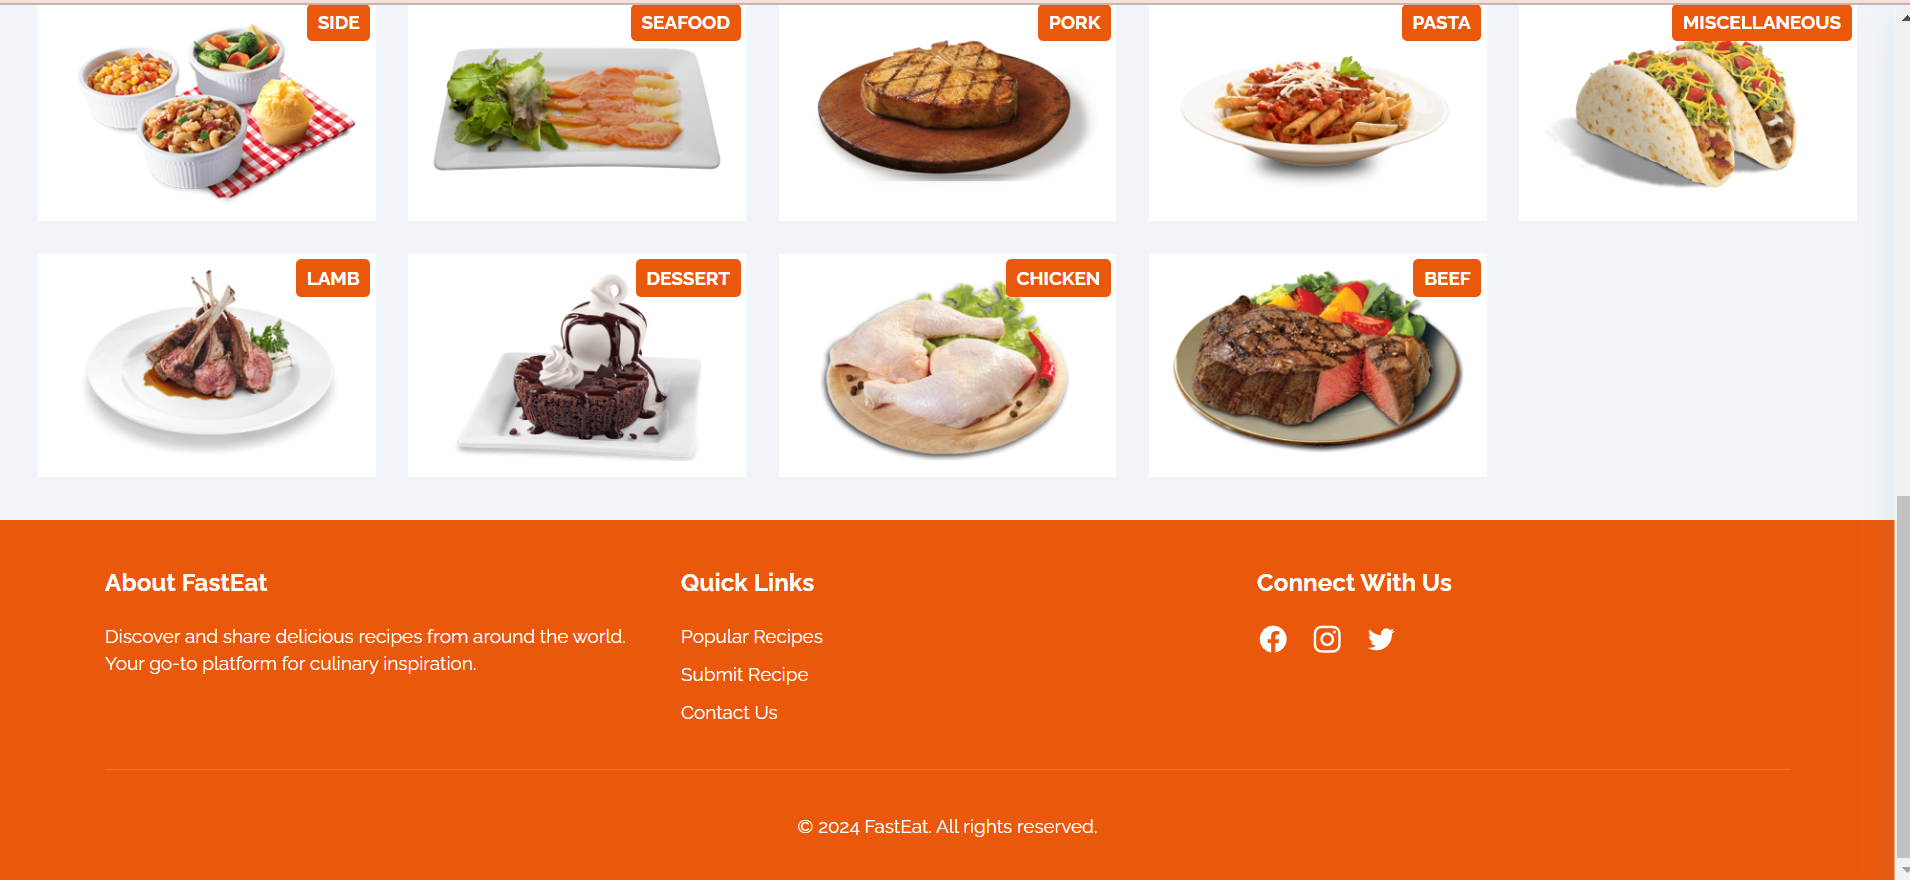 SIDE
SEAFOOD
PORK
PASTA
MISCELLANEOUS
LAMB
DESSERT
CHICKEN
BEEF
About FastEat
Discover and share delicious recipes from around the world.
Your go-to platform for culinary inspiration.
Quick Links
Popular Recipes
Submit Recipe
Contact Us
Connect With Us
© 2024 FastEat. All rights reserved.